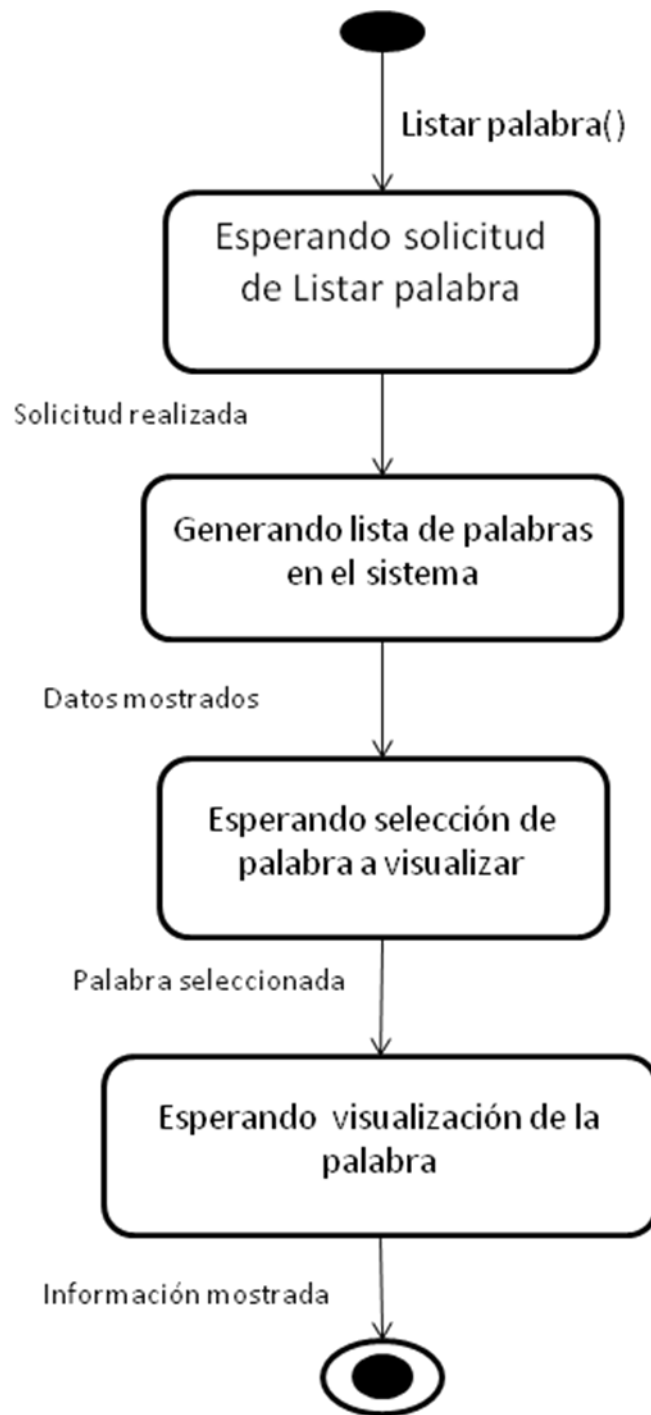 Listar palabra()
Esperando solicitud
de Listar palabra
Solicitud realizada
Generando lista de palabras
en el sistema
Datos mostrados
Esperando selección de
palabra a visualizar
Palabra seleccionada
Esperando visualización de la
palabra
Información mostrada